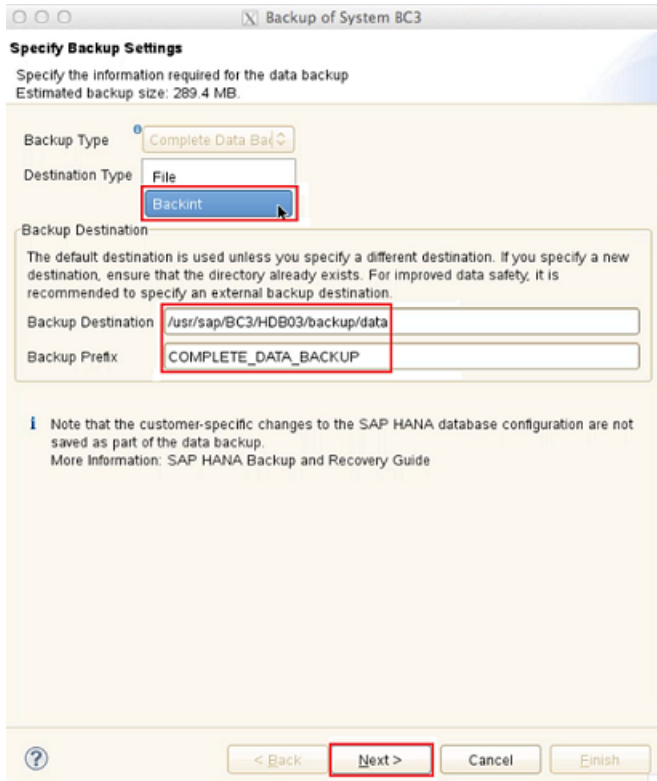 Backup of System BC3
Specify Backup Settings
Specify the information required for the data backup
Estimated backup size: 289.4 MB.
Backup Type Complete Data Bac
Destination Type File
Backint
Backup Destination
The default destination is used unless you specify a different destination. If you specify a new
destination, ensure that the directory already exists. For improved data safety, it is
recommended to specify an external backup destination.
Backup Destination /usr/sap/BC3/HDB03/backup/data
Backup Prefix COMPLETE_DATA_BACKUP
i Note that the customer-specific changes to the SAP HANA database configuration are not
saved as part of the data backup.
More Information: SAP HANA Backup and Recovery Guide
? < Back Next > Cancel Finish